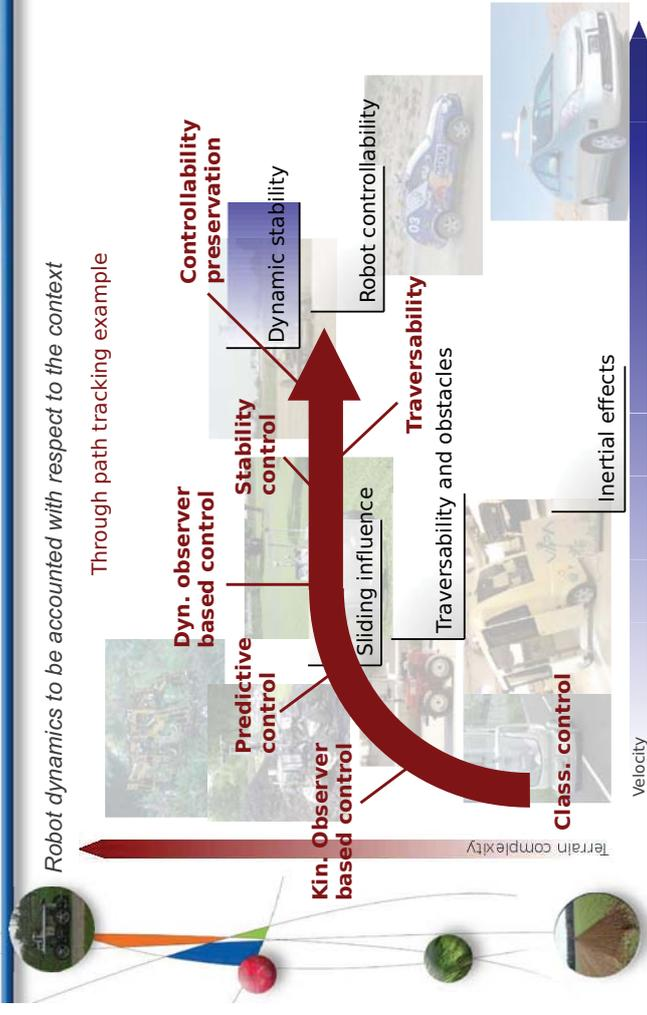 Robot dynamics to be accounted with respect to the context
Through path tracking example
Controllability
preservation
Dyn. observer
based control
Stability
control
Dynamic stability
Predictive
control
Robot controllability
Kin. Observer
based control
Sliding influence
Traversability
Traversability and obstacles
Terrain complexity
Class. control
Inertial effects
Velocity
03
VIPA